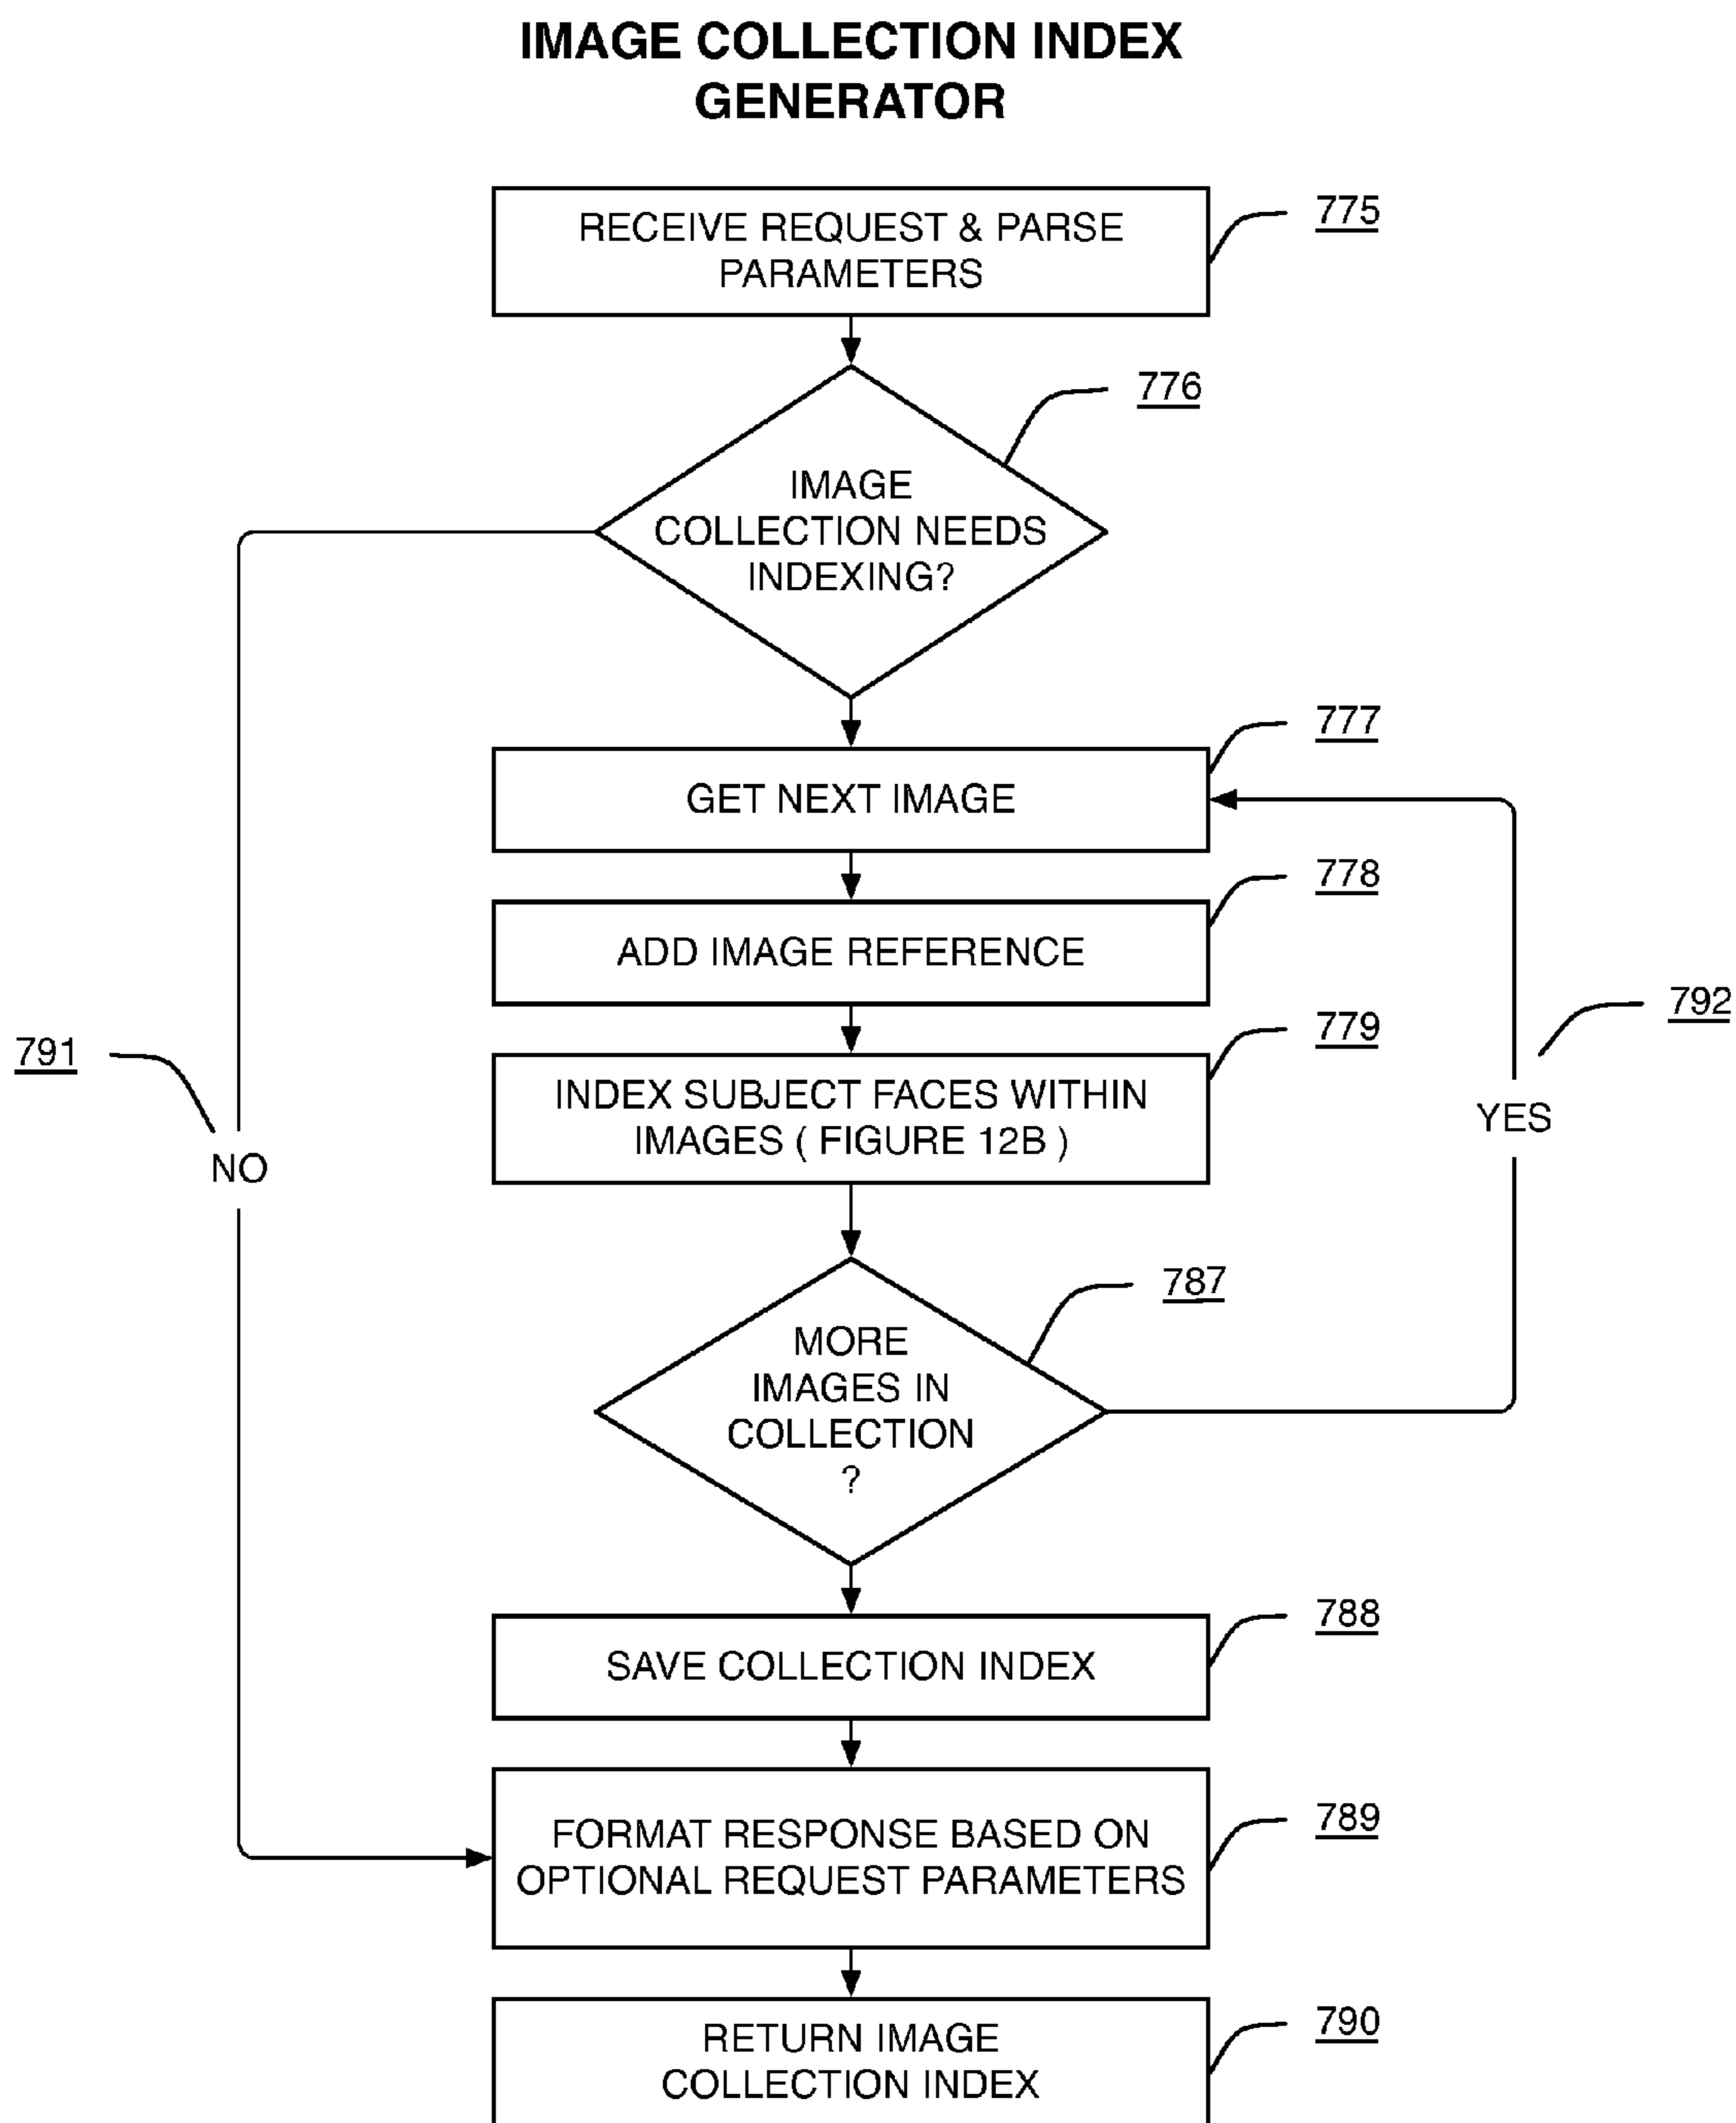 IMAGE COLLECTION INDEX
GENERATOR
RECEIVE REQUEST & PARSE
PARAMETERS
775
776
IMAGE
COLLECTION NEEDS
INDEXING?
777
GET NEXT IMAGE
778
ADD IMAGE REFERENCE
779
INDEX SUBJECT FACES WITHIN
IMAGES ( FIGURE 12B )
791
NO
792
YES
787
MORE
IMAGES IN
COLLECTION
?
788
SAVE COLLECTION INDEX
789
FORMAT RESPONSE BASED ON
OPTIONAL REQUEST PARAMETERS
790
RETURN IMAGE
COLLECTION INDEX